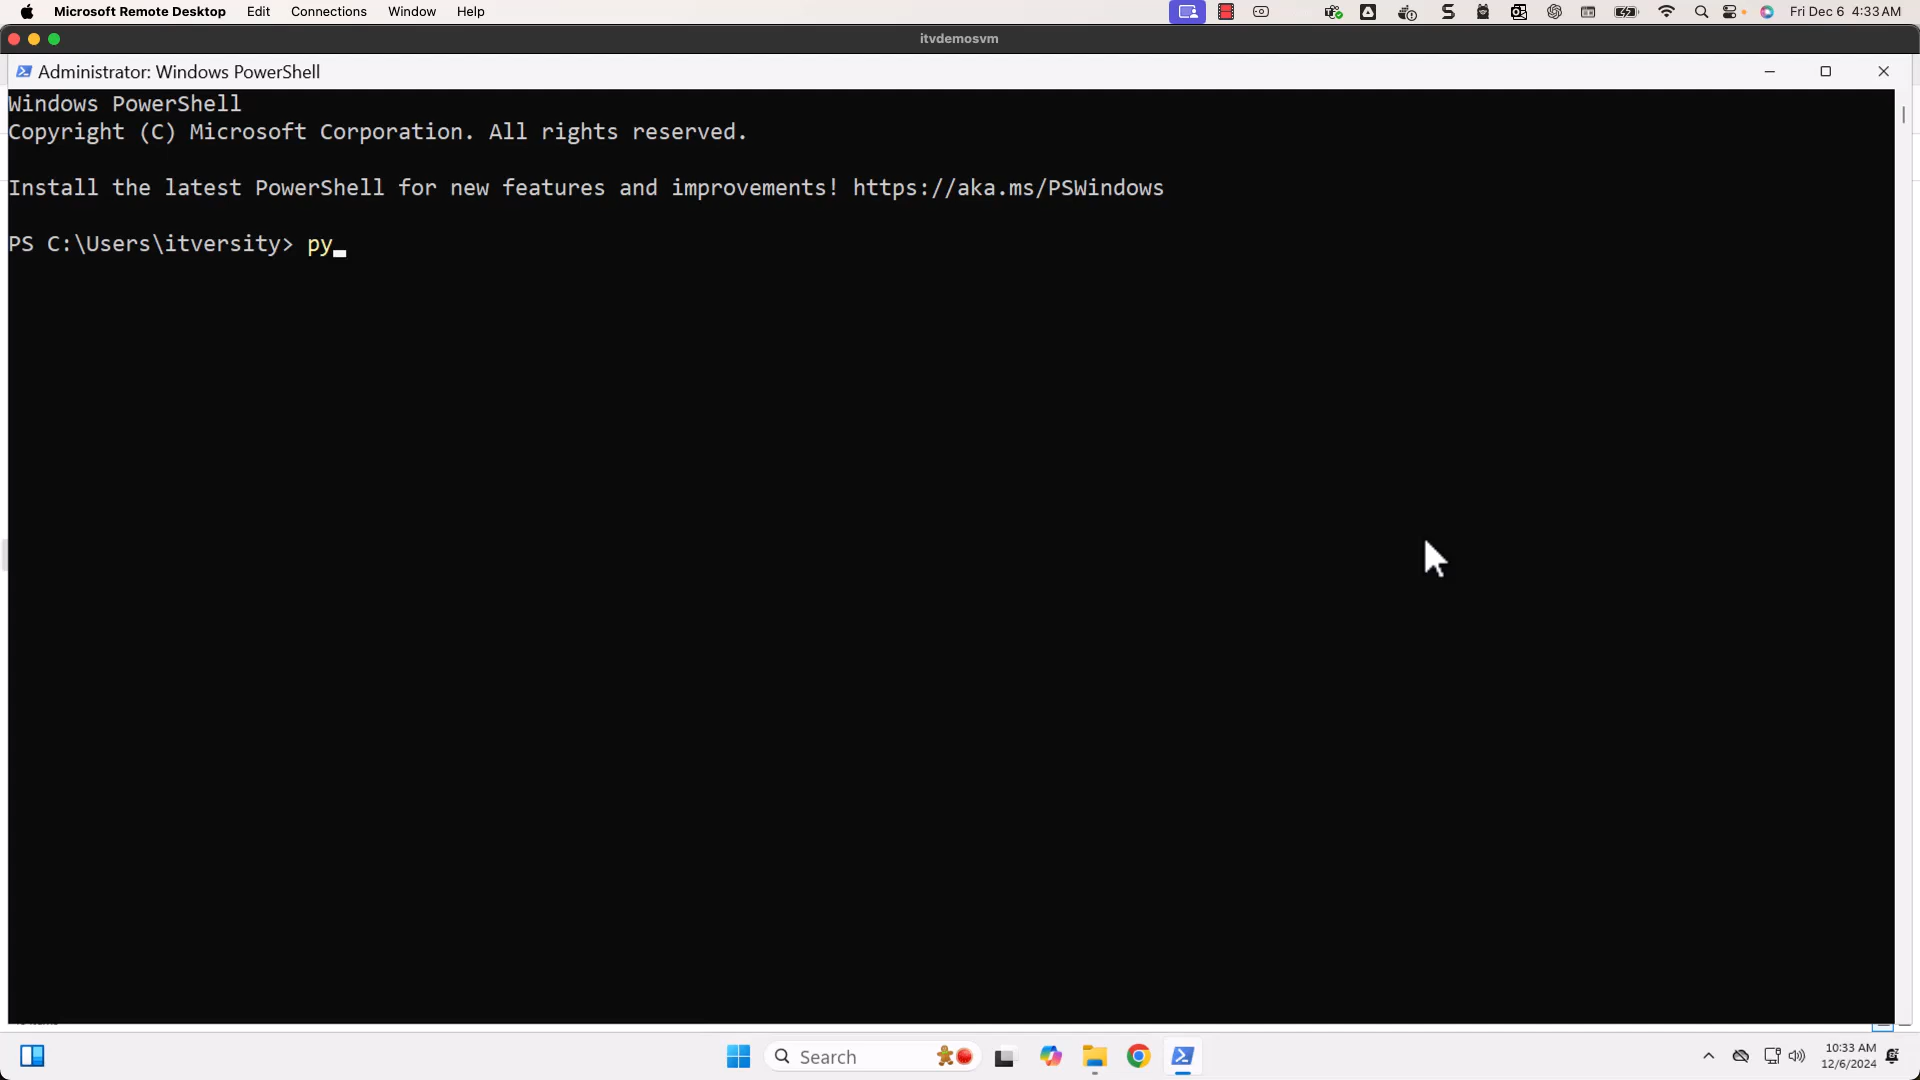 Microsoft Remote Desktop Edit Connections Window Help Fri Dec 6 4:33 AM
itvdemosvm
Administrator: Windows PowerShell
Windows PowerShell
Copyright (C) Microsoft Corporation. All rights reserved.
Install the latest PowerShell for new features and improvements! https://aka.ms/PSWindows
PS C:\Users\itversity> py
Search
10:33 AM
12/6/2024